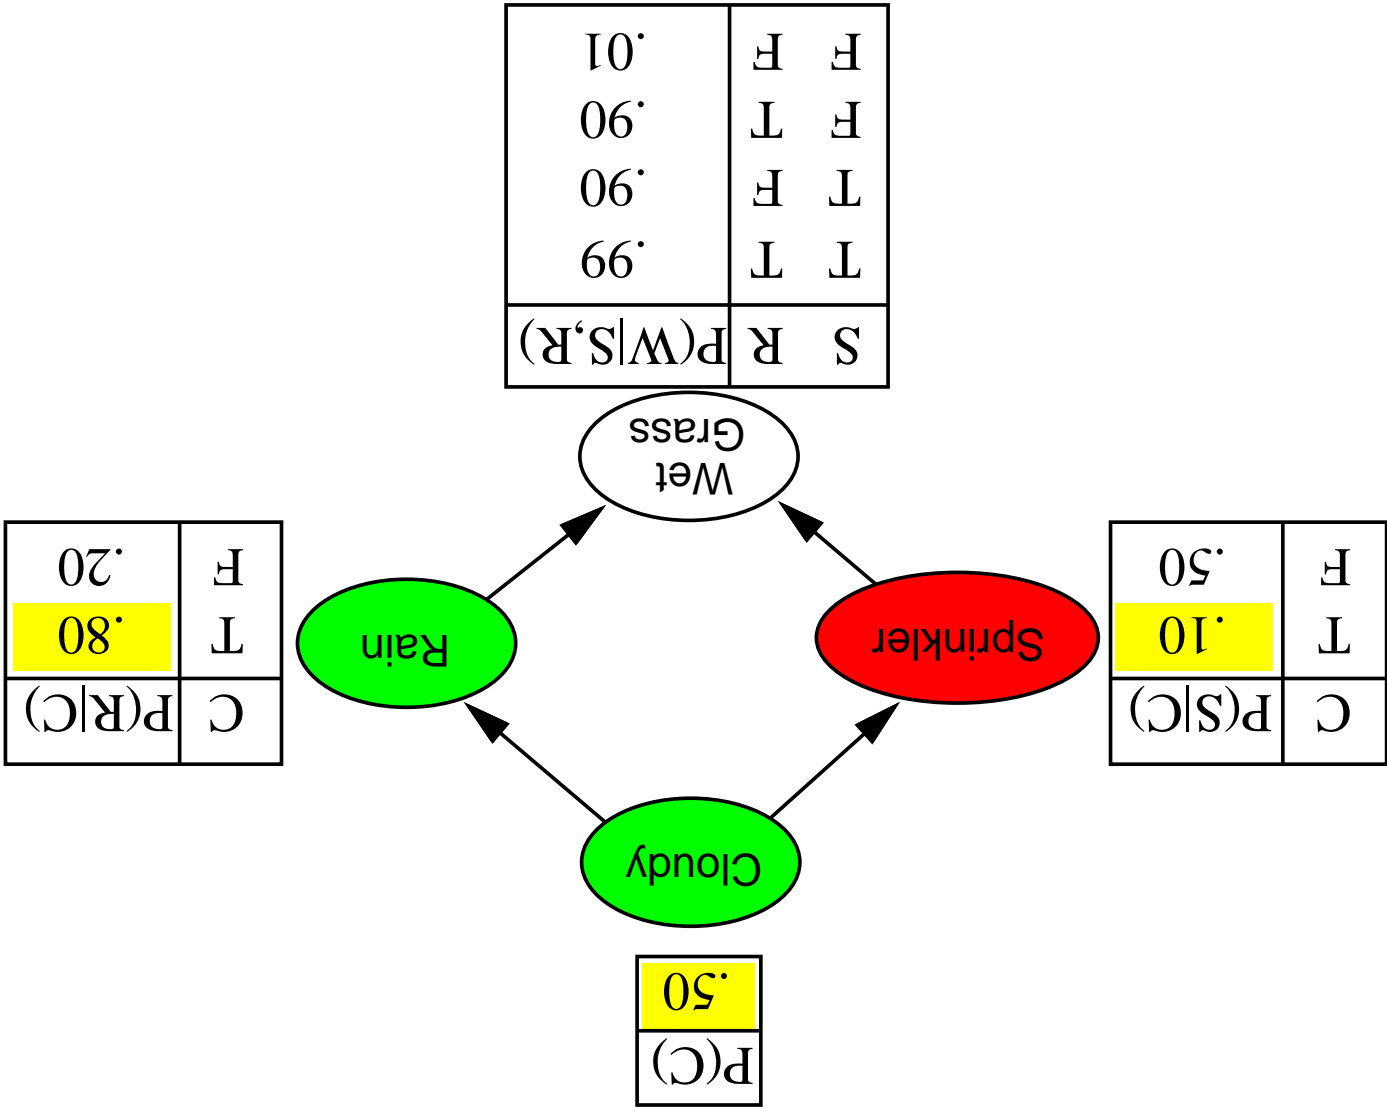 P(C)
.50
Cloudy
C P(S|C)
T .10
F .50
Sprinkler
Rain
C P(R|C)
T .80
F .20
Wet
Grass
S R P(W|S,R)
T T .99
T F .90
F T .90
F F .01